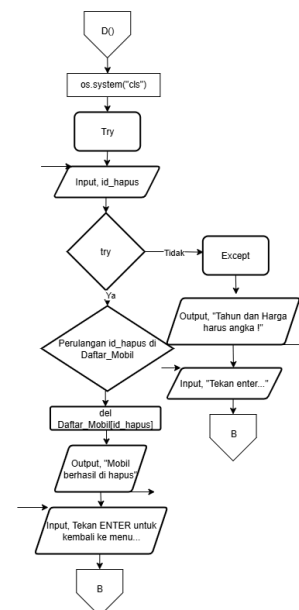 D()
os.system("cls")
Try
Input, id_hapus
try
Tidak
Except
Ya
Output, "Tahun dan Harga
harus angka !"
Perulangan id_hapus di
Daftar_Mobil
Input, "Tekan enter..."
del
Daftar_Mobil[id_hapus]
B
Output, "Mobil
berhasil di hapus"
Input, Tekan ENTER untuk
kembali ke menu...
B